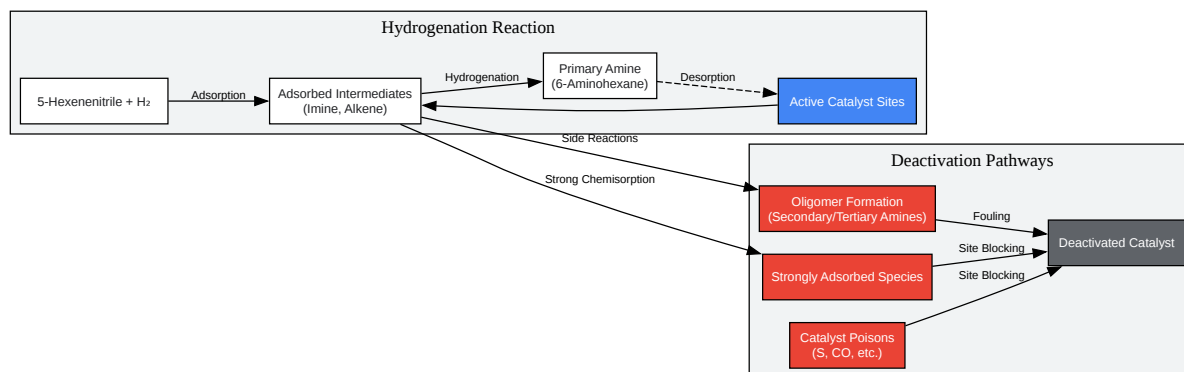 Hydrogenation Reaction
5-Hexenenitrile + H₂
Adsorption
Adsorbed Intermediates
(Imine, Alkene)
Hydrogenation
Primary Amine
(6-Aminohexane)
Desorption
Active Catalyst Sites
Side Reactions
Strong Chemisorption
Deactivation Pathways
Oligomer Formation
(Secondary/Tertiary Amines)
Fouling
Strongly Adsorbed Species
Site Blocking
Site Blocking
Deactivated Catalyst
Catalyst Poisons
(S, CO, etc.)